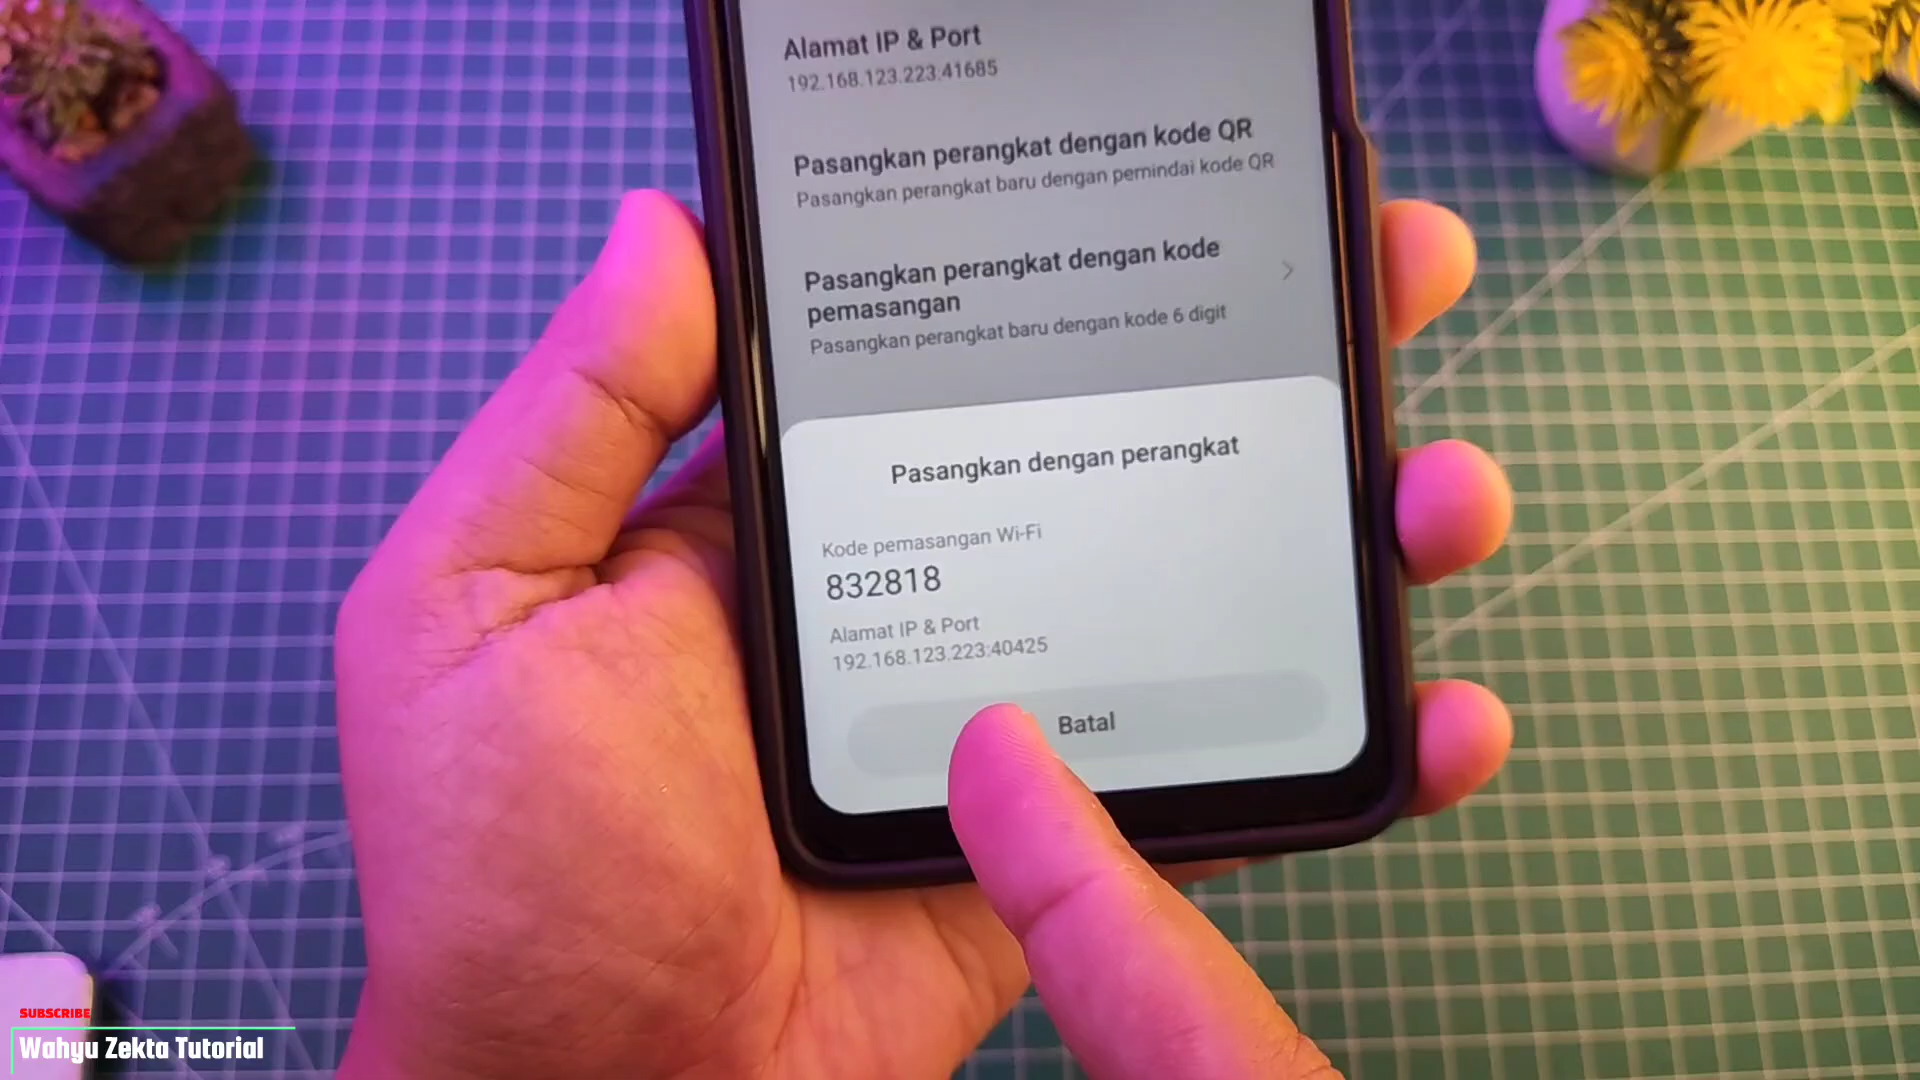 Alamat IP & Port
192.168.123.223:41685
Pasangkan perangkat dengan kode QR
Pasangkan perangkat baru dengan pemindai kode QR
Pasangkan perangkat dengan kode
pemasangan
Pasangkan perangkat baru dengan kode 6 digit
Pasangkan dengan perangkat
Kode pemasangan Wi-Fi
832818
Alamat IP & Port
192.168.123.223:40425
Batal
SUBSCRIBE
Wahyu Zekta Tutorial